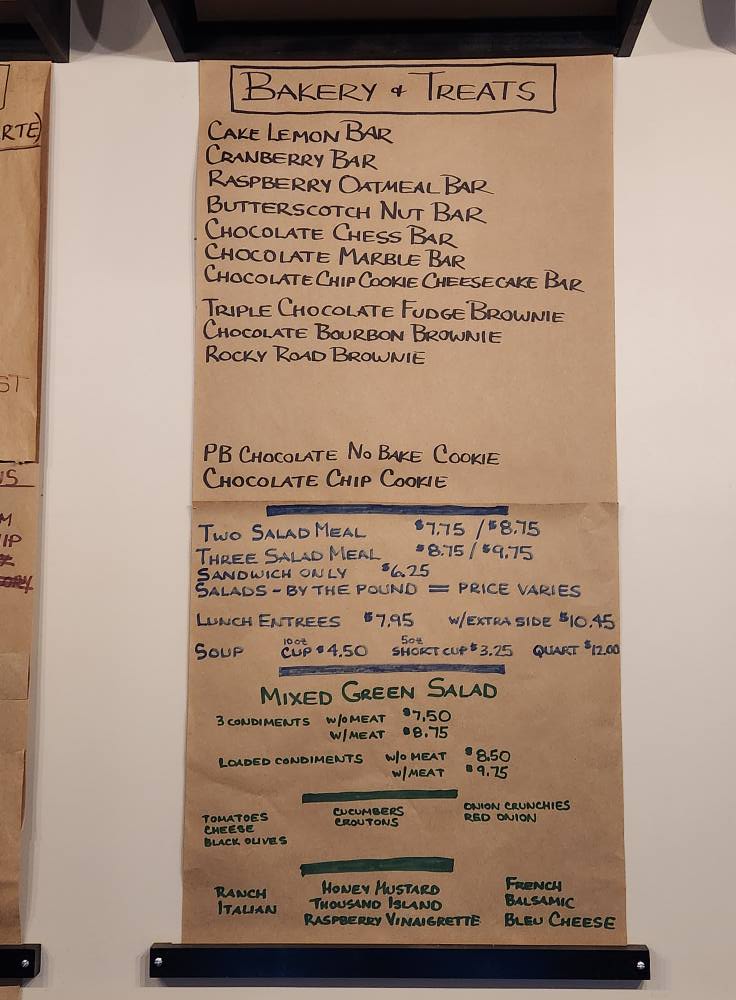 RTE)
ST
BAKERY & TREATS
CAKE LEMON BAR
CRANBERRY BAR
RASPBERRY OATMEAL BAR
BUTTERSCOTCH NUT BAR
CHOCOLATE CHESS BAR
CHOCOLATE MARBLE BAR
CHOCOLATE CHIP COOKIE CHEESECAKE BAR
TRIPLE CHOCOLATE FUDGE BROWNIE
CHOCOLATE BOURBON BROWNIE
ROCKY ROAD BROWNIE
PB CHOCOLATE NO BAKE COOKIE
CHOCOLATE CHIP COOKIE
TWO SALAD MEAL $7.75 / $8.75
THREE SALAD MEAL $8.75 / $9.75
SANDWICH ONLY $6.25
SALADS - BY THE POUND = PRICE VARIES
LUNCH ENTREES $7.95 W/EXTRA SIDE $10.45
SOUP 10oz CUP $4.50 5oz SHORT CUP $3.25 QUART $12.00
MIXED GREEN SALAD
3 CONDIMENTS W/O MEAT $7.50
W/MEAT $8.75
LOADED CONDIMENTS W/O MEAT $8.50
W/MEAT $9.75
TOMATOES
CHEESE
BLACK OLIVES
CUCUMBERS
CROUTONS
ONION CRUNCHIES
RED ONION
RANCH
ITALIAN
HONEY MUSTARD
THOUSAND ISLAND
RASPBERRY VINAIGRETTE
FRENCH
BALSAMIC
BLEU CHEESE